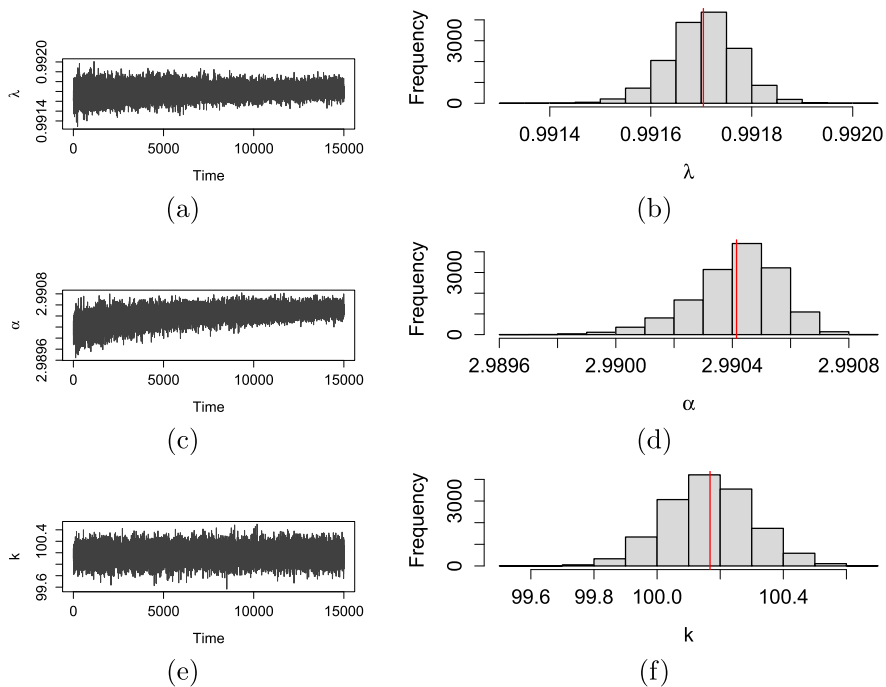 λ
0.9914 0.9920
0 5000 10000 15000
Time
(a)
Frequency
0 3000
0.9914 0.9916 0.9918 0.9920
λ
(b)
α
2.9896 2.9908
0 5000 10000 15000
Time
(c)
Frequency
0 3000
2.9896 2.9900 2.9904 2.9908
α
(d)
k
99.6 100.4
0 5000 10000 15000
Time
(e)
Frequency
0 3000
99.6 99.8 100.0 100.4
k
(f)